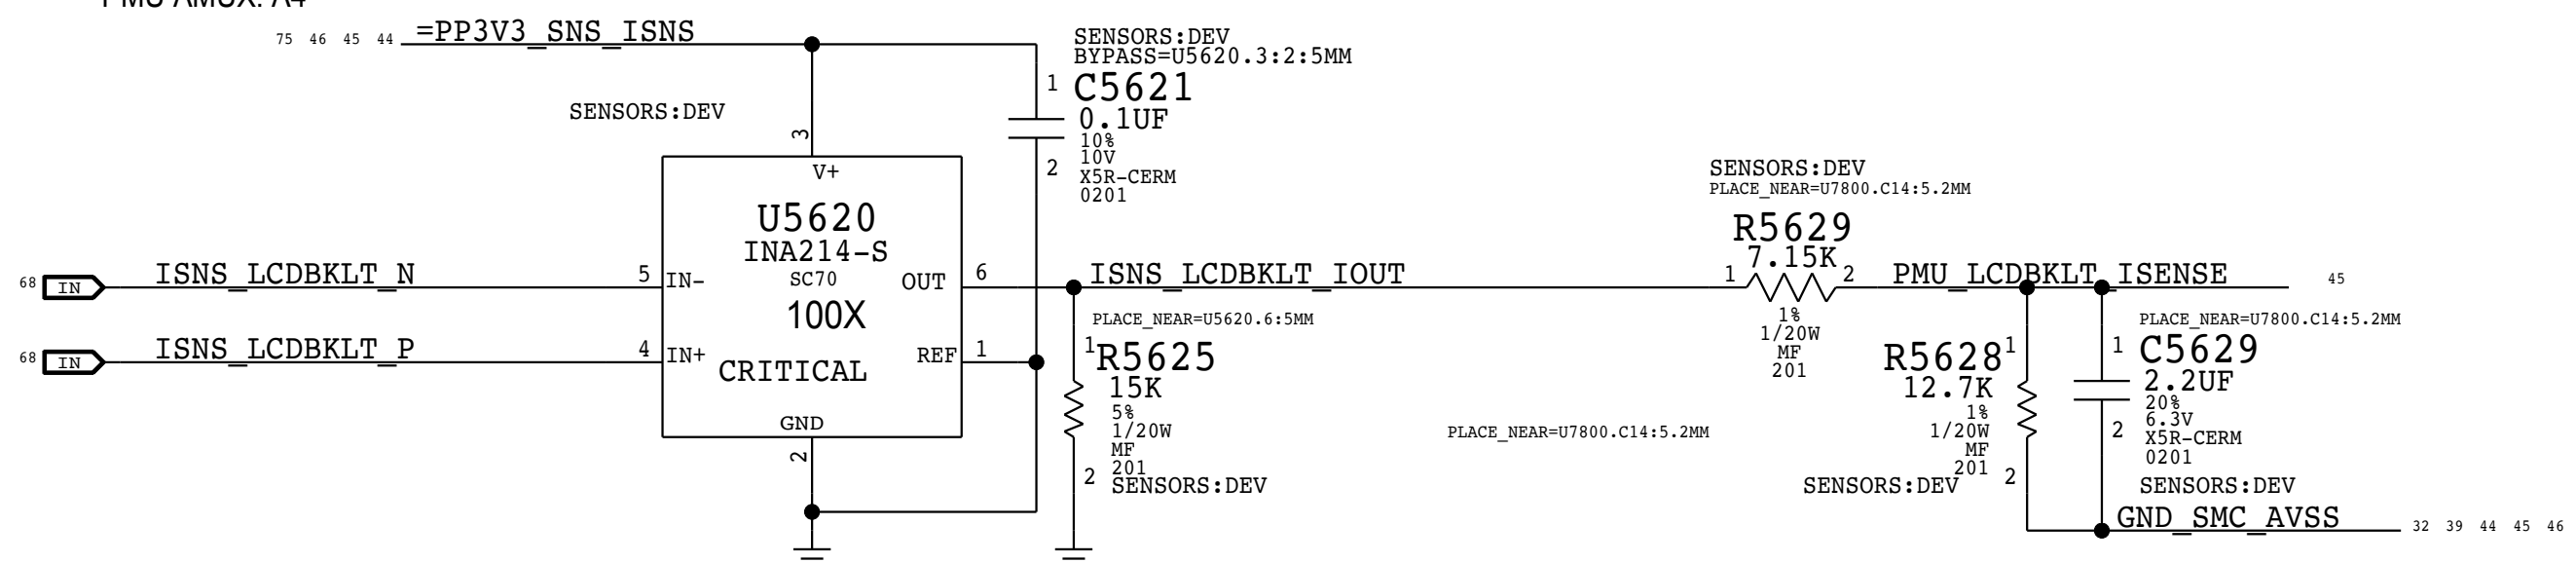 PMU AMUX: A4
75 46 45 44 =PP3V3_SNS_ISNS
SENSORS:DEV
BYPASS=U5620.3:2:5MM
1
C5621
0.1UF
10%
10V
X5R-CERM
0201
2
SENSORS:DEV
3
V+
U5620
INA214-S
SC70
100X
CRITICAL
68 IN ISNS_LCDBKLT_N 5 IN-
68 IN ISNS_LCDBKLT_P 4 IN+
OUT 6 ISNS_LCDBKLT_IOUT
REF 1
GND
2
PLACE_NEAR=U5620.6:5MM
1
R5625
15K
5%
1/20W
MF
201
2
SENSORS:DEV
SENSORS:DEV
PLACE_NEAR=U7800.C14:5.2MM
R5629
7.15K
1 2
1%
1/20W
MF
201
PMU_LCDBKLT_ISENSE 45
PLACE_NEAR=U7800.C14:5.2MM
R5628
1
12.7K
1%
1/20W
MF
201
2
SENSORS:DEV
PLACE_NEAR=U7800.C14:5.2MM
1
C5629
2.2UF
20%
6.3V
X5R-CERM
0201
2
SENSORS:DEV
GND_SMC_AVSS 32 39 44 45 46